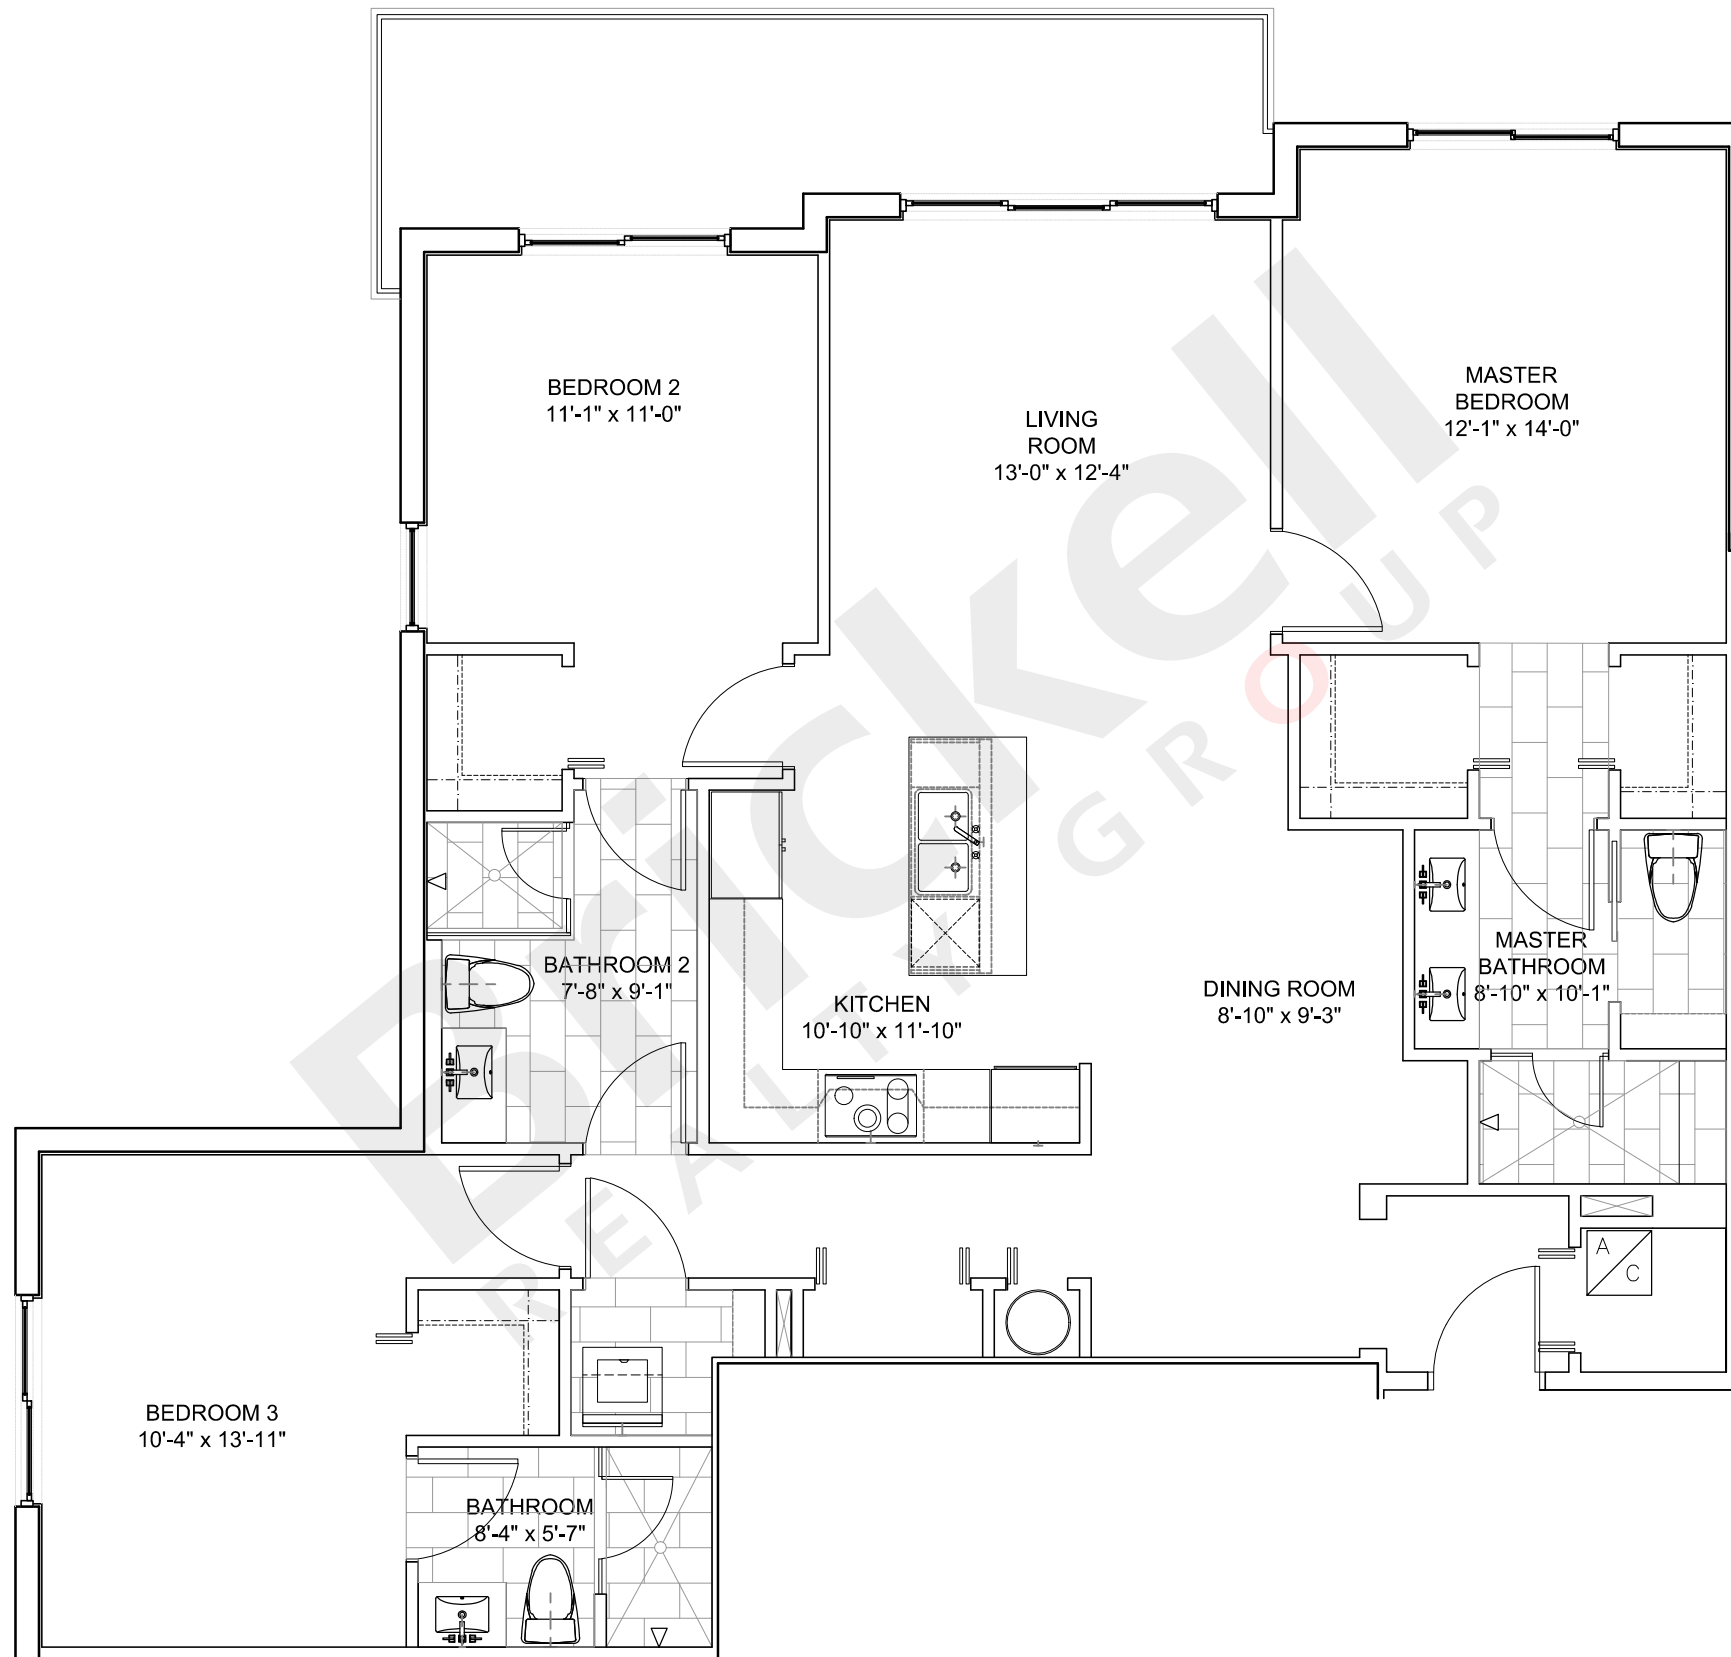 BEDROOM 2
11'-1" x 11'-0"
LIVING
ROOM
13'-0" x 12'-4"
MASTER
BEDROOM
12'-1" x 14'-0"
BATHROOM 2
7'-8" x 9'-1"
KITCHEN
10'-10" x 11'-10"
DINING ROOM
8'-10" x 9'-3"
MASTER
BATHROOM
8'-10" x 10'-1"
A
C
BEDROOM 3
10'-4" x 13'-11"
BATHROOM
8'-4" x 5'-7"
Brickell
REALTY GROUP